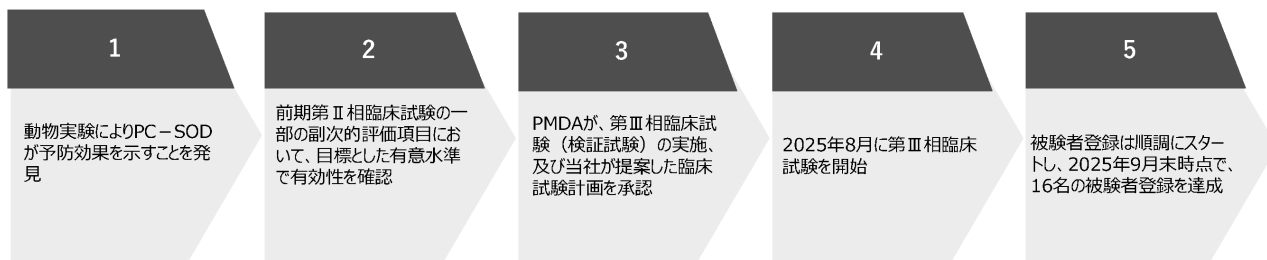 1
動物実験によりPC－SOD
が予防効果を示すことを発
見
2
前期第Ⅱ相臨床試験の一
部の副次的評価項目にお
いて、目標とした有意水準
で有効性を確認
3
PMDAが、第Ⅲ相臨床試
験（検証試験）の実施、
及び当社が提案した臨床
試験計画を承認
4
2025年8月に第Ⅲ相臨床
試験を開始
5
被験者登録は順調にスター
トし、2025年9月末時点で、
16名の被験者登録を達成